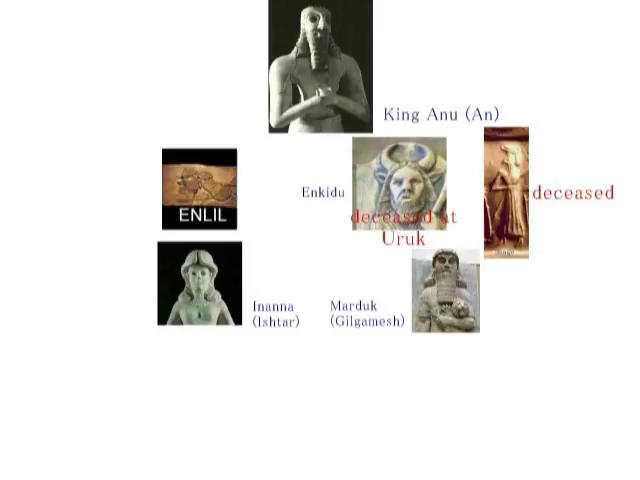 King Anu (An)
ENLIL
Enkidu
deceased
deceased at
Uruk
Inanna
(Ishtar)
Marduk
(Gilgamesh)